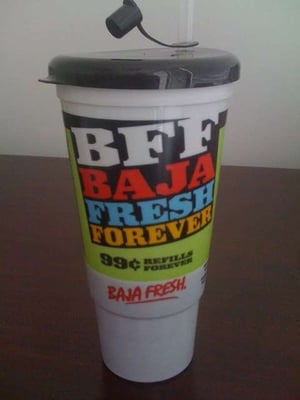 BFF
BAJA
FRESH
FOREVER
99¢ REFILLS
FOREVER
BAJA FRESH.